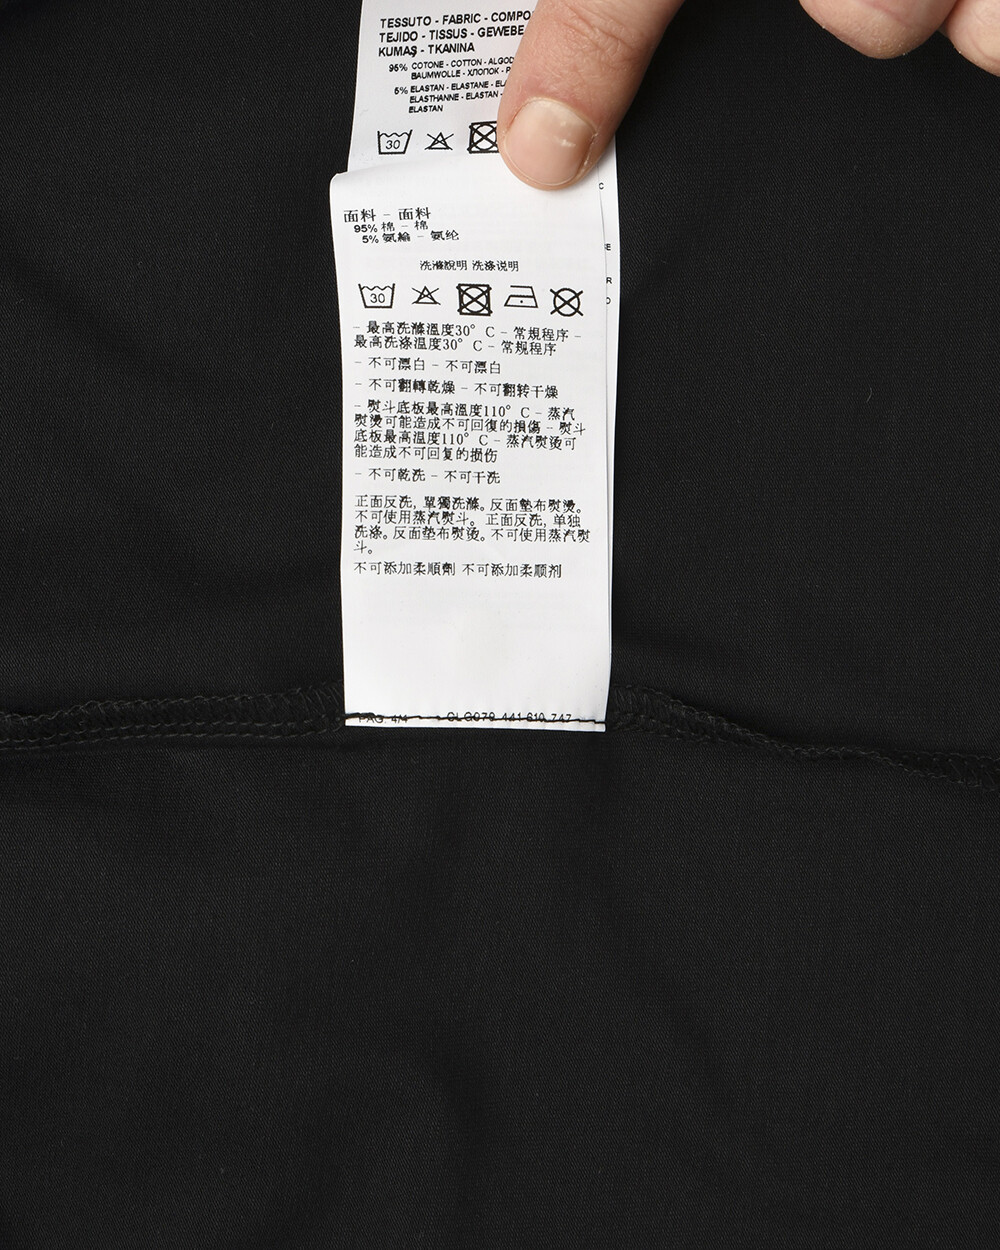 TESSUTO - FABRIC - COMPO
TEJIDO - TISSUS - GEWEBE
KUMAŞ - TKANINA
95% COTONE - COTTON - ALGOD
BAUMWOLLE - ХЛОПОК - P
5% ELASTAN - ELASTANE - EL
ELASTHANNE - ELASTAN -
ELASTAN
30
面料 - 面料
95% 棉 - 棉
5% 氨綸 - 氨纶
洗滌說明 洗涤说明
30
- 最高洗滌溫度30° C - 常規程序 -
最高洗涤温度30° C - 常规程序
- 不可漂白 - 不可漂白
- 不可翻轉乾燥 - 不可翻转干燥
- 熨斗底板最高溫度110° C - 蒸汽
熨燙可能造成不可回復的損傷 - 熨斗
底板最高温度110° C - 蒸汽熨烫可
能造成不可回复的损伤
- 不可乾洗 - 不可干洗
正面反洗, 單獨洗滌。反面墊布熨燙。
不可使用蒸汽熨斗。 正面反洗, 单独
洗涤。反面垫布熨烫。不可使用蒸汽熨
斗。
不可添加柔順劑 不可添加柔顺剂
PAG. 4/4 - CLG079 441 610 747